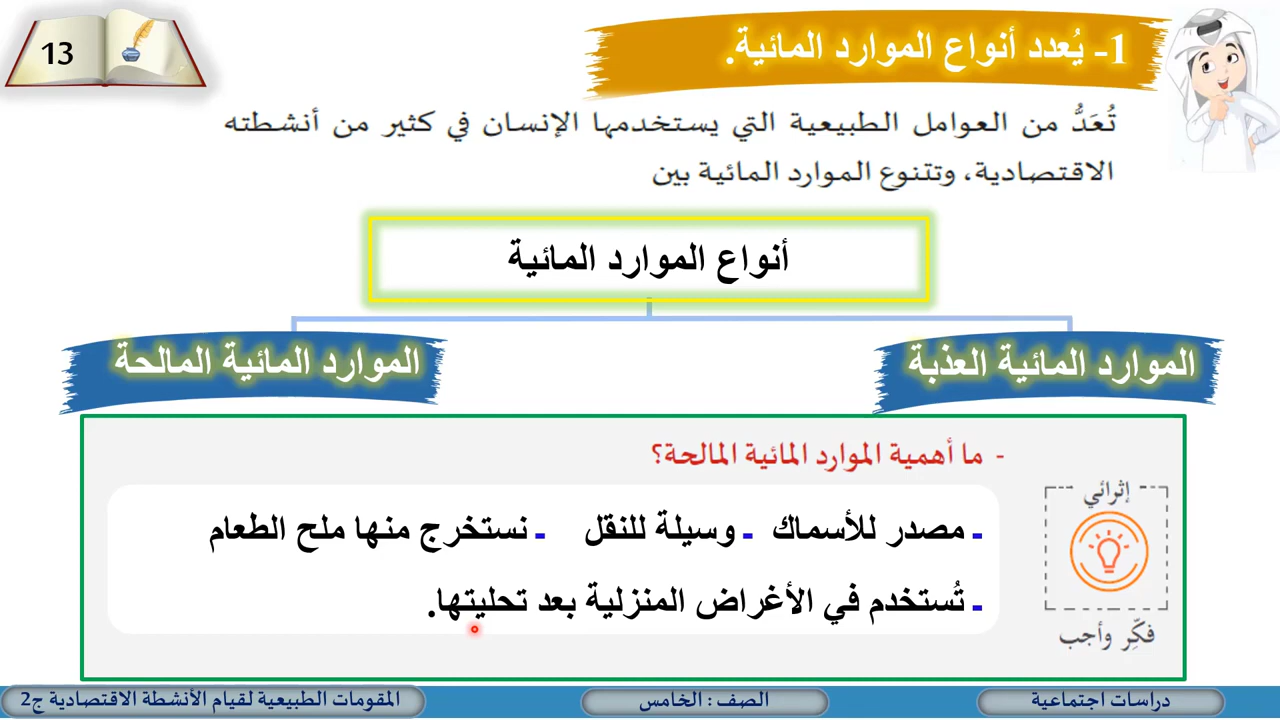 13
1- يُعدد أنواع الموارد المائية.
تُعَدُّ من العوامل الطبيعية التي يستخدمها الإنسان في كثير من أنشطته
الاقتصادية، وتتنوع الموارد المائية بين
أنواع الموارد المائية
الموارد المائية العذبة
الموارد المائية المالحة
- ما أهمية الموارد المائية المالحة؟
إثرائي
ـ مصدر للأسماك ـ وسيلة للنقل ـ نستخرج منها ملح الطعام
ـ تُستخدم في الأغراض المنزلية بعد تحليتها.
فكِّر وأجب
دراسات اجتماعية
الصف : الخامس
المقومات الطبيعية لقيام الأنشطة الاقتصادية ج2